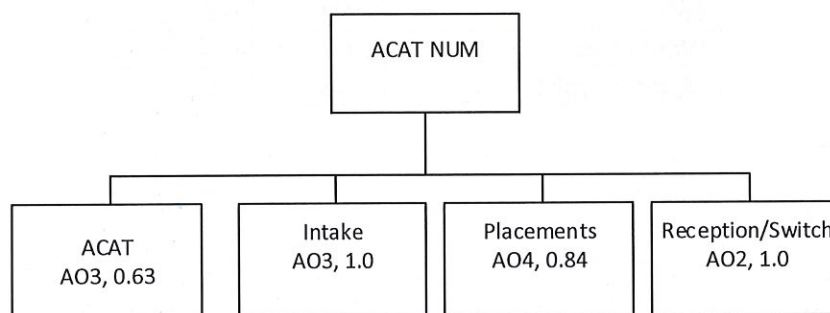 ACAT NUM
ACAT
AO3, 0.63
Intake
AO3, 1.0
Placements
AO4, 0.84
Reception/Switch
AO2, 1.0